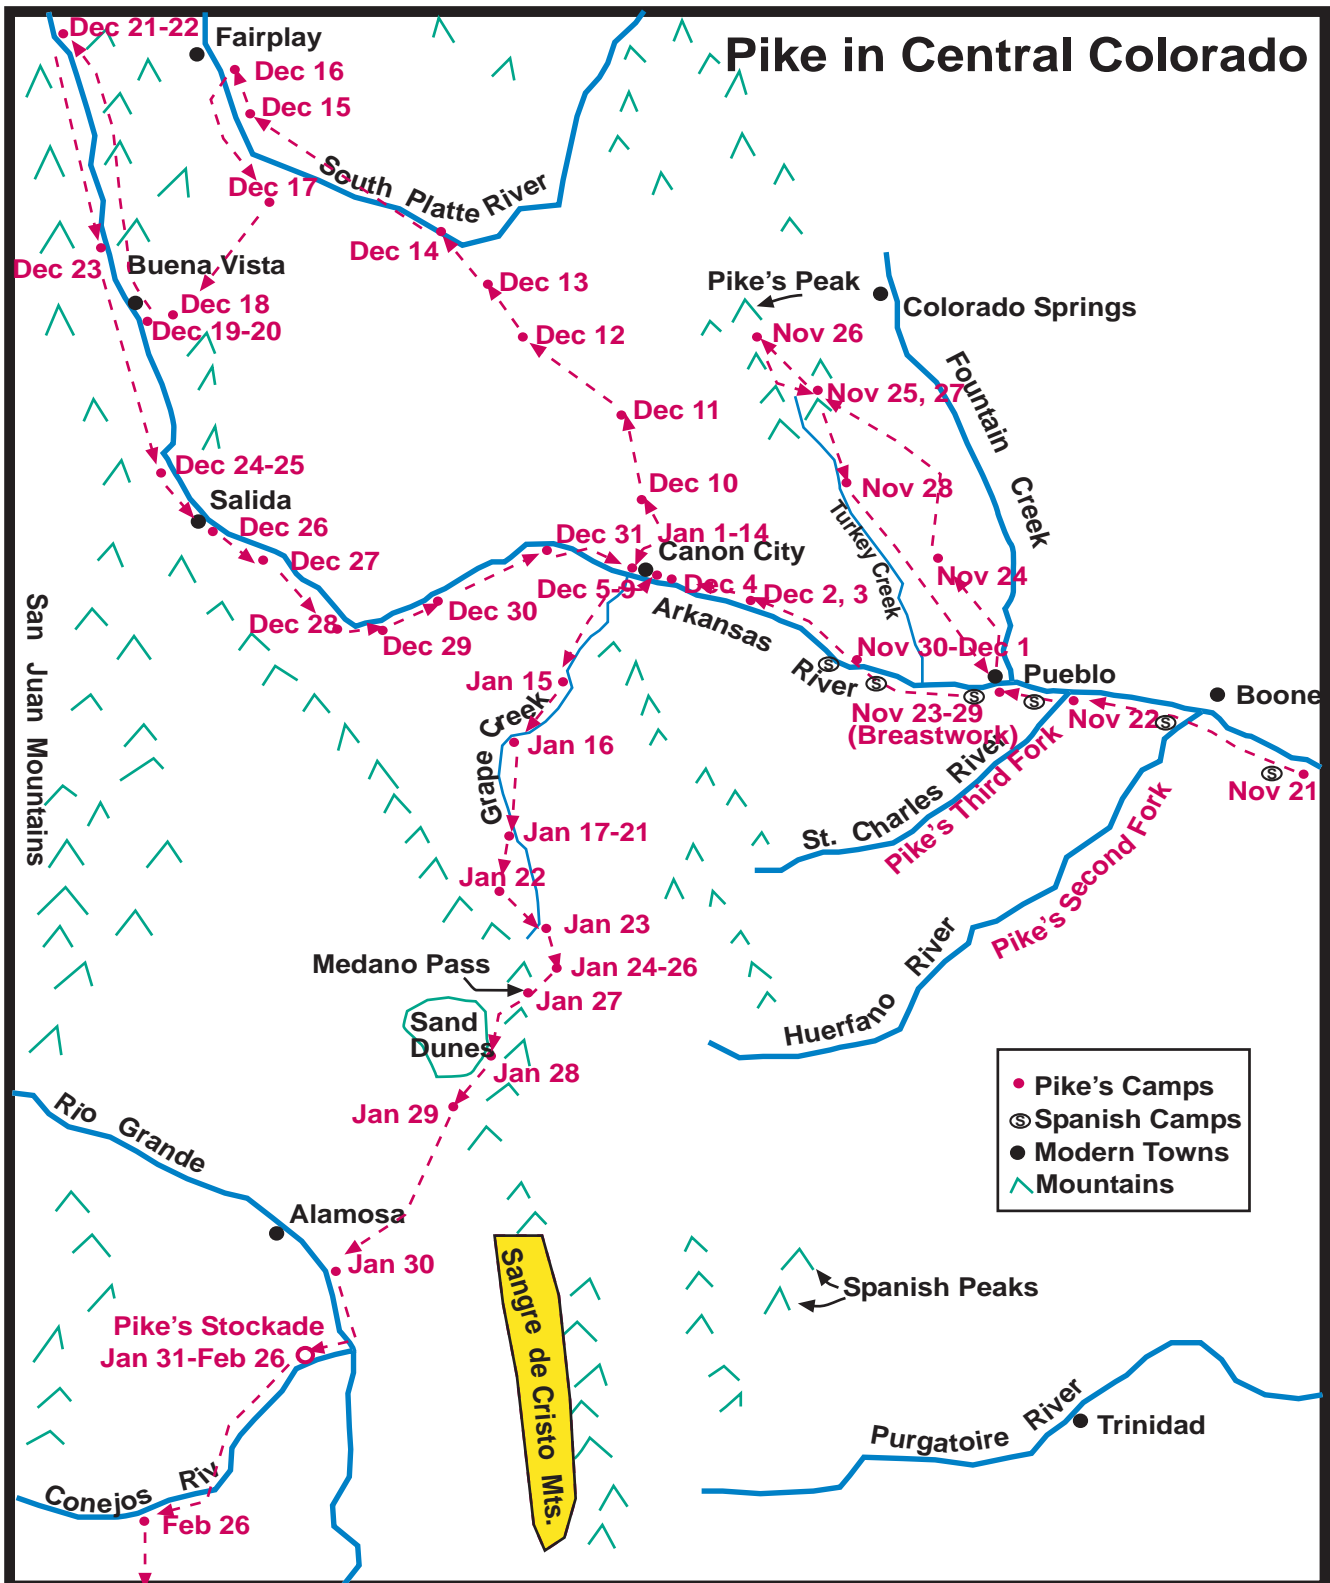 Pike in Central Colorado
Dec 21-22
Fairplay
Dec 16
Dec 15
South Platte River
Dec 17
Dec 14
Dec 23
Buena Vista
Dec 13
Pike's Peak
Colorado Springs
Dec 18
Dec 19-20
Dec 12
Nov 26
Fountain Creek
Nov 25, 27
Dec 11
Dec 24-25
Salida
Dec 10
Nov 28
Turkey Creek
Dec 26
Dec 31
Jan 1-14
Canon City
Dec 27
Dec 5-9
Dec 4
Dec 2, 3
Nov 24
Dec 30
Arkansas River
Dec 28
Dec 29
Nov 30-Dec 1
Pueblo
San Juan Mountains
Jan 15
S
S
S
S
S
S
Boone
Nov 23-29
(Breastwork)
Nov 22
Grape Creek
Jan 16
Nov 21
St. Charles River
Pike's Third Fork
Jan 17-21
Jan 22
Pike's Second Fork
Jan 23
Medano Pass
Jan 24-26
Jan 27
Huerfano River
Sand
Dunes
Jan 28
Jan 29
Pike's Camps
S Spanish Camps
Modern Towns
Mountains
Rio Grande
Alamosa
Jan 30
Sangre de Cristo Mts.
Spanish Peaks
Pike's Stockade
Jan 31-Feb 26
Purgatoire River
Trinidad
Conejos Riv
Feb 26